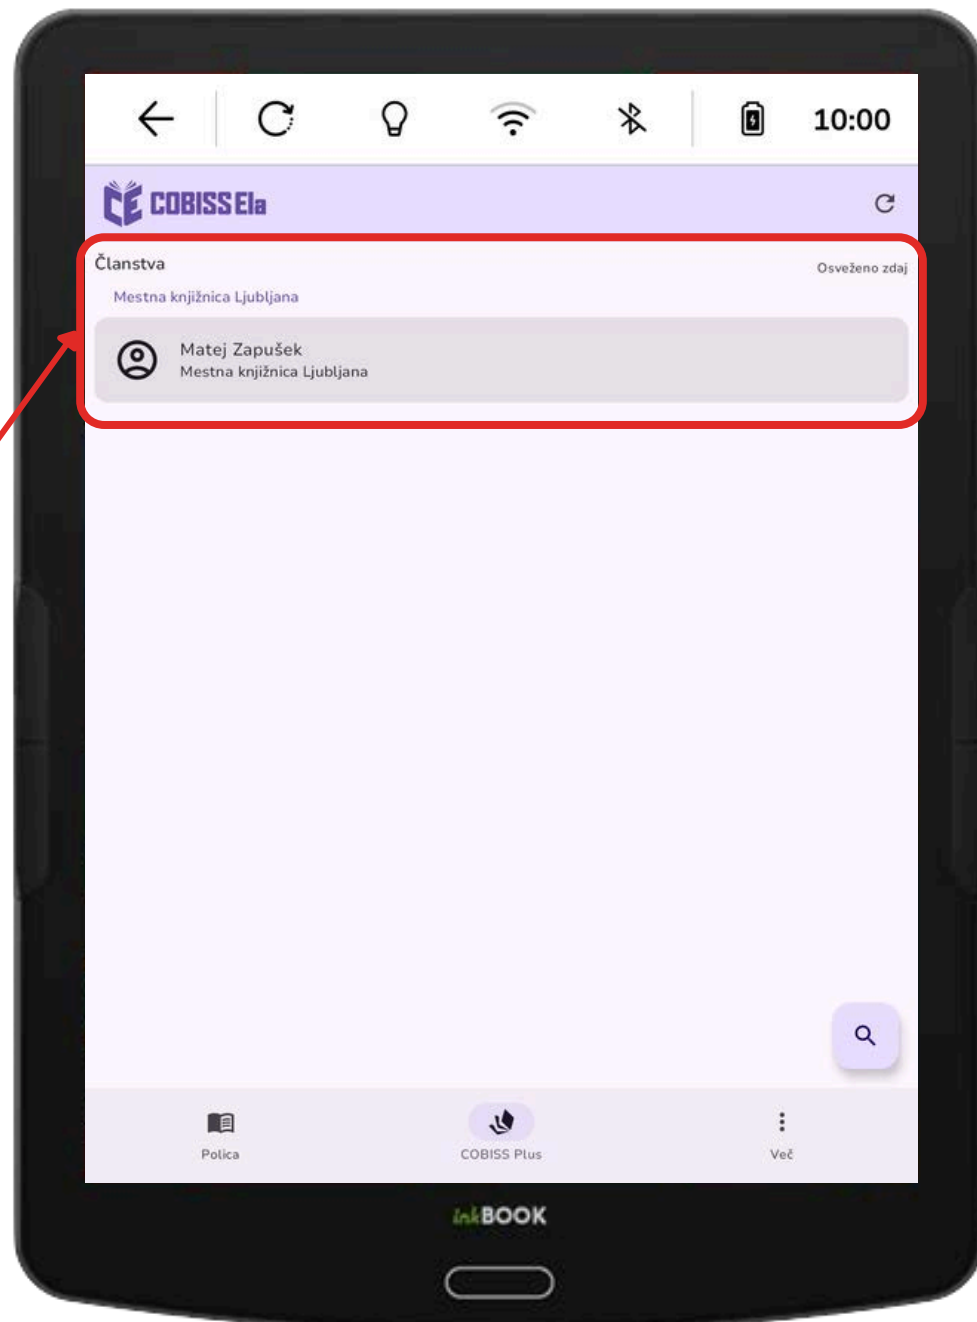 10:00
COBISS Ela
Članstva
Osveženo zdaj
Mestna knjižnica Ljubljana
Matej Zapušek
Mestna knjižnica Ljubljana
Polica
COBISS Plus
Več
inkBOOK